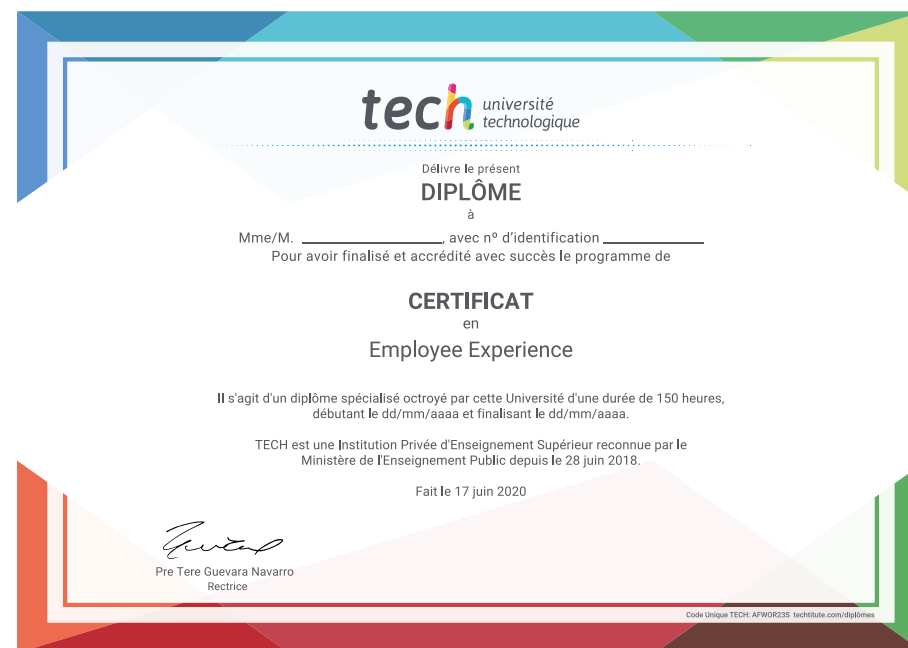 tech université
technologique
Délivre le présent
DIPLÔME
à
Mme/M. ____________________, avec nº d'identification ______________
Pour avoir finalisé et accrédité avec succès le programme de
CERTIFICAT
en
Employee Experience
Il s'agit d'un diplôme spécialisé octroyé par cette Université d'une durée de 150 heures,
débutant le dd/mm/aaaa et finalisant le dd/mm/aaaa.
TECH est une Institution Privée d'Enseignement Supérieur reconnue par le
Ministère de l'Enseignement Public depuis le 28 juin 2018.
Fait le 17 juin 2020
Pre Tere Guevara Navarro
Rectrice
Code Unique TECH: AFWOR23S techtitute.com/diplômes